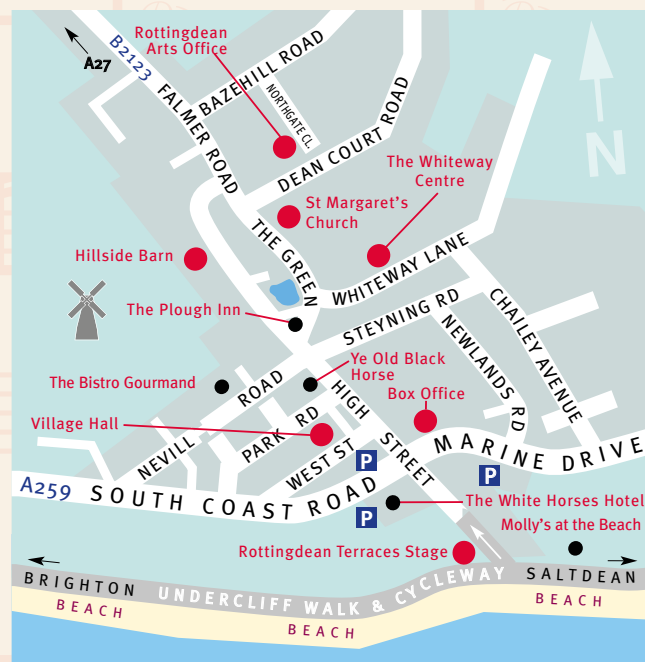 Rottingdean
Arts Office
B2123
A27
BAZEHILL ROAD
FALMER ROAD
NORTHGATE CL.
DEAN COURT ROAD
N
The Whiteway
Centre
St Margaret's
Church
THE GREEN
Hillside Barn
WHITEWAY LANE
The Plough Inn
STEYNING RD
CHAILEY AVENUE
NEWLANDS RD
Ye Old Black
Horse
The Bistro Gourmand
Box Office
NEVILL ROAD
PARK RD
HIGH STREET
Village Hall
WEST ST
MARINE DRIVE
P
P
P
A259
SOUTH COAST ROAD
The White Horses Hotel
Molly's at the Beach
Rottingdean Terraces Stage
BRIGHTON
UNDERCLIFF WALK & CYCLEWAY
SALTDEAN
BEACH
BEACH
BEACH